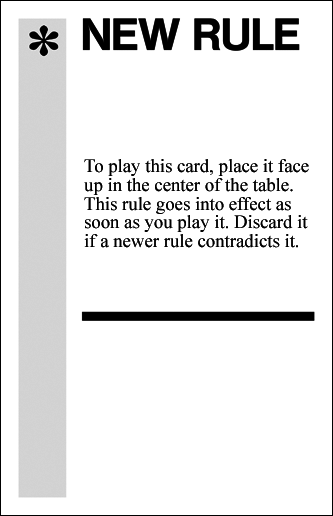 * NEW RULE
To play this card, place it face
up in the center of the table.
This rule goes into effect as
soon as you play it. Discard it
if a newer rule contradicts it.